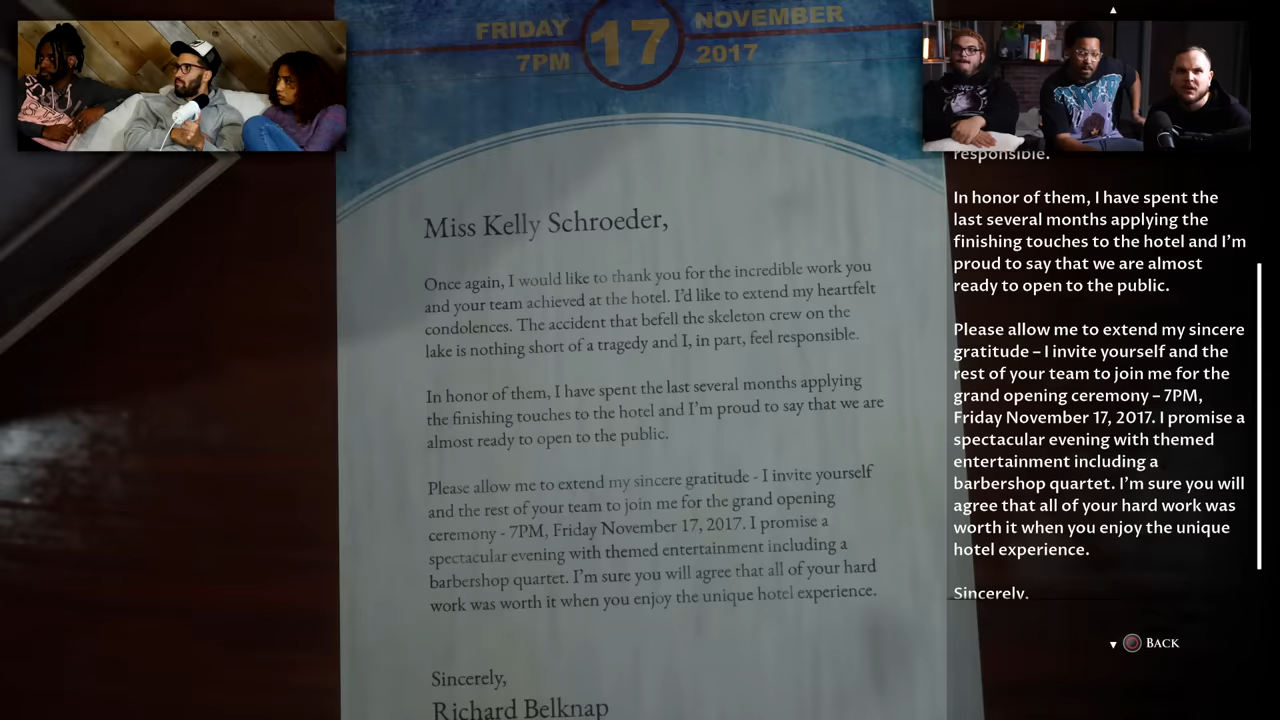 FRIDAY
7PM
17
NOVEMBER
2017
Miss Kelly Schroeder,
Once again, I would like to thank you for the incredible work you
and your team achieved at the hotel. I'd like to extend my heartfelt
condolences. The accident that befell the skeleton crew on the
lake is nothing short of a tragedy and I, in part, feel responsible.
In honor of them, I have spent the last several months applying
the finishing touches to the hotel and I'm proud to say that we are
almost ready to open to the public.
Please allow me to extend my sincere gratitude - I invite yourself
and the rest of your team to join me for the grand opening
ceremony - 7PM, Friday November 17, 2017. I promise a
spectacular evening with themed entertainment including a
barbershop quartet. I'm sure you will agree that all of your hard
work was worth it when you enjoy the unique hotel experience.
Sincerely,
Richard Belknap
responsible.
In honor of them, I have spent the
last several months applying the
finishing touches to the hotel and I'm
proud to say that we are almost
ready to open to the public.
Please allow me to extend my sincere
gratitude – I invite yourself and the
rest of your team to join me for the
grand opening ceremony – 7PM,
Friday November 17, 2017. I promise a
spectacular evening with themed
entertainment including a
barbershop quartet. I'm sure you will
agree that all of your hard work was
worth it when you enjoy the unique
hotel experience.
Sincerely,
BACK